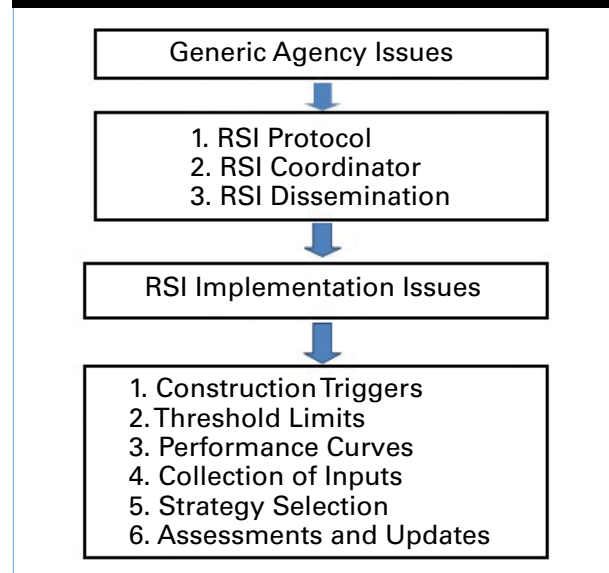 Generic Agency Issues
1. RSI Protocol
2. RSI Coordinator
3. RSI Dissemination
RSI Implementation Issues
1. Construction Triggers
2. Threshold Limits
3. Performance Curves
4. Collection of Inputs
5. Strategy Selection
6. Assessments and Updates